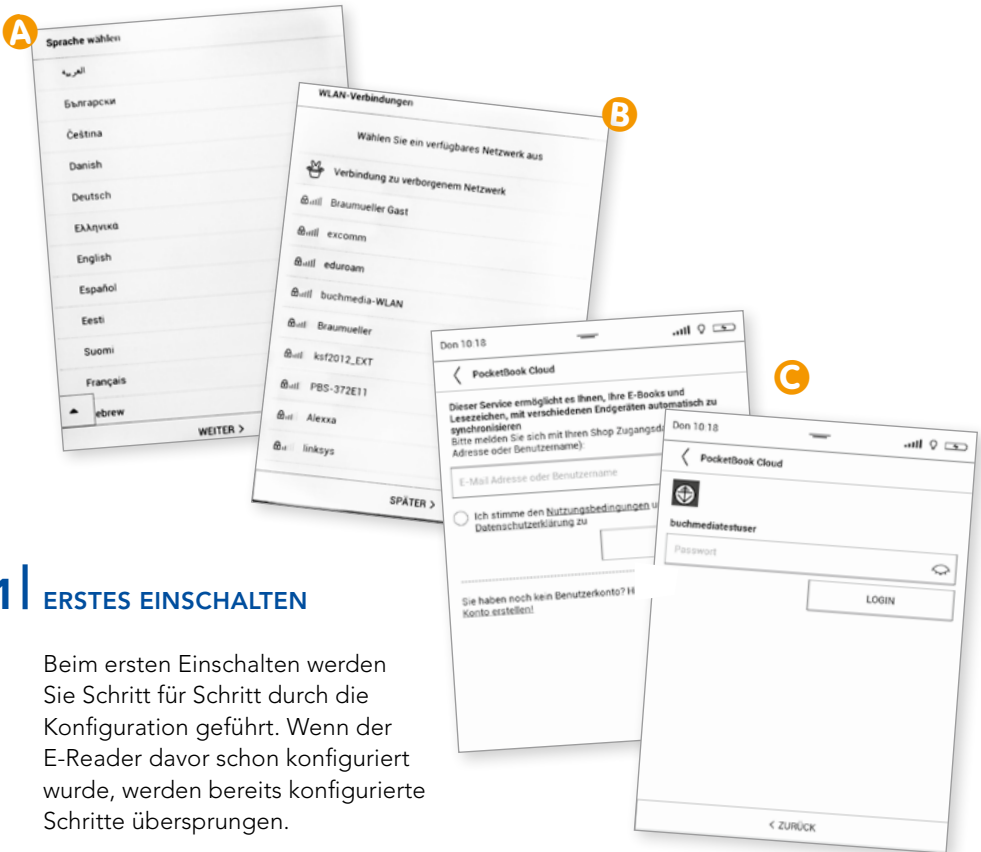 A
Sprache wählen
العربية
Български
Čeština
Danish
Deutsch
Ελληνικά
English
Español
Eesti
Suomi
Français
ebrew
WEITER >
B
WLAN-Verbindungen
Wählen Sie ein verfügbares Netzwerk aus
Verbindung zu verborgenem Netzwerk
Braumueller Gast
excomm
eduroam
buchmedia-WLAN
Braumueller
ksf2012_EXT
PBS-372E11
Alexxa
linksys
SPÄTER >
C
Don 10:18
PocketBook Cloud
Dieser Service ermöglicht es Ihnen, Ihre E-Books und
Lesezeichen, mit verschiedenen Endgeräten automatisch zu
synchronisieren
Bitte melden Sie sich mit Ihren Shop Zugangsda
Adresse oder Benutzername):
E-Mail Adresse oder Benutzername
Ich stimme den Nutzungsbedingungen u
Datenschutzerklärung zu
Sie haben noch kein Benutzerkonto? H
Konto erstellen!
Don 10:18
PocketBook Cloud
buchmediatestuser
Passwort
LOGIN
< ZURÜCK
1| ERSTES EINSCHALTEN
Beim ersten Einschalten werden
Sie Schritt für Schritt durch die
Konfiguration geführt. Wenn der
E-Reader davor schon konfiguriert
wurde, werden bereits konfigurierte
Schritte übersprungen.